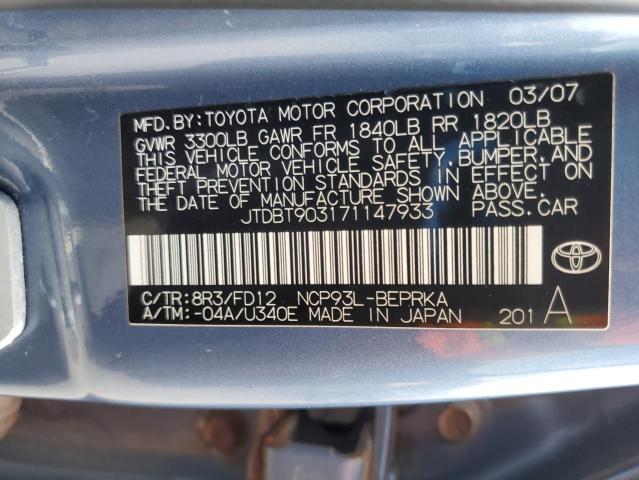 MFD.BY:TOYOTA MOTOR CORPORATION 03/07
GVWR 3300LB GAWR FR 1840LB RR 1820LB
THIS VEHICLE CONFORMS TO ALL APPLICABLE
FEDERAL MOTOR VEHICLE SAFETY,BUMPER,AND
THEFT PREVENTION STANDARDS IN EFFECT ON
THE DATE OF MANUFACTURE SHOWN ABOVE.
JTDBT903171147933 PASS.CAR
C/TR:8R3/FD12 NCP93L-BEPRKA
A/TM:-04A/U340E MADE IN JAPAN 201 A